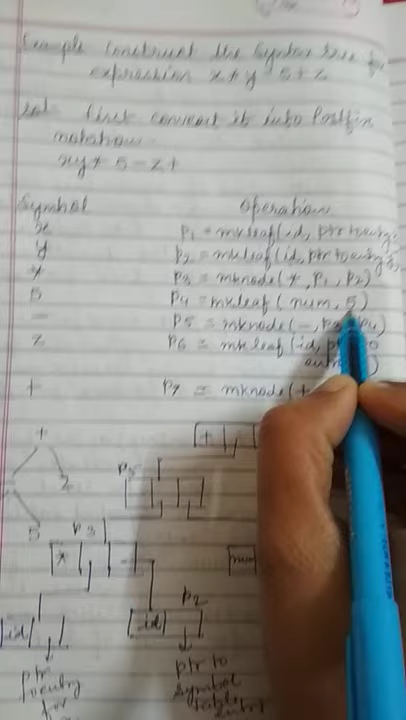 Example construct the Syntax tree for
expression x * y - 5 + z
Sol First convert it into Postfix
notation
xy* 5 - z +
Symbol operation
x P1 = mkleaf(id, ptr to entry
y P2 = mkleaf(id, ptr to entry
* P3 = mknode(*, P1, P2)
5 P4 = mkleaf(num, 5)
- P5 = mknode(-, P3, P4)
z P6 = mkleaf(id,
+ P7 = mknode(+
+
+
z
P5
5
P3
*
num
P2
id
id
ptr
to entry
for
ptr to
symbol
table
entry